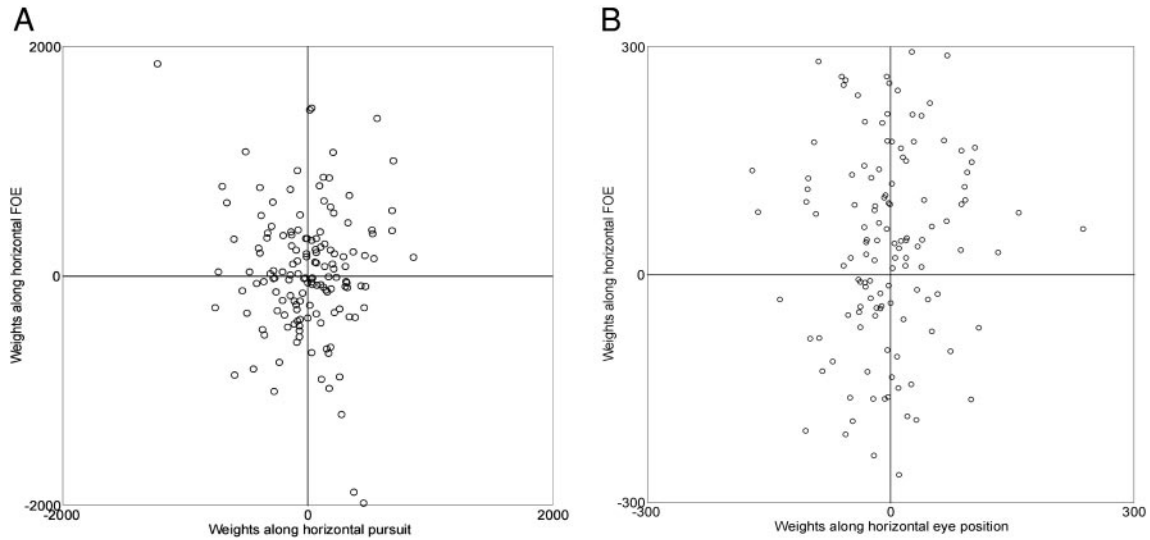 A
2000
Weights along horizontal FOE
0
-2000
-2000
0
2000
Weights along horizontal pursuit
B
300
Weights along horizontal FOE
0
-300
-300
0
300
Weights along horizontal eye position